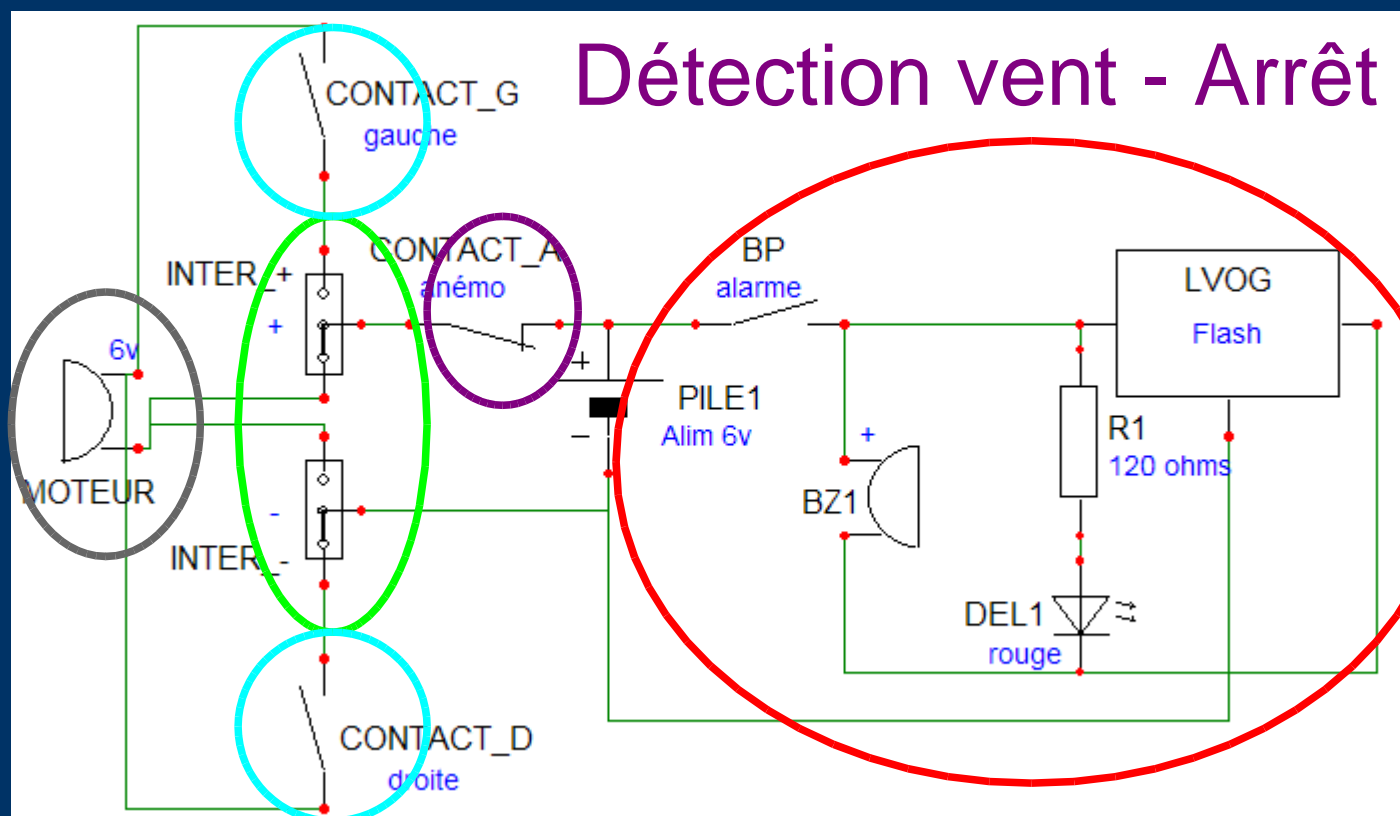 Détection vent - Arrêt
CONTACT_G
gauche
CONTACT_A
anémo
BP
alarme
LVOG
Flash
INTER_+
+
6v
MOTEUR
+
PILE1
Alim 6v
−
R1
120 ohms
+
BZ1
-
INTER_-
DEL1
rouge
CONTACT_D
droite